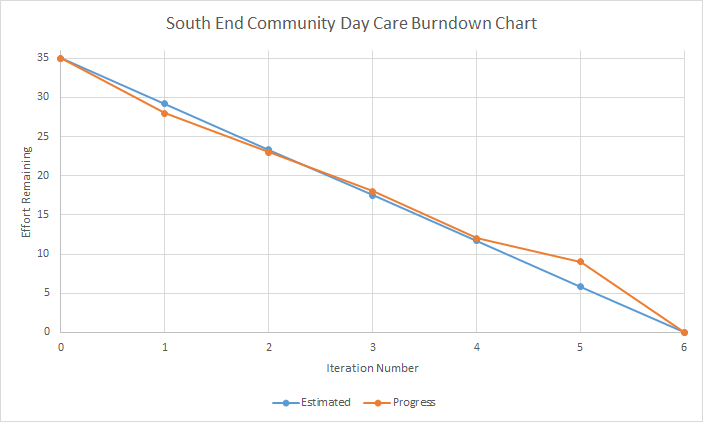 South End Community Day Care Burndown Chart
35
30
25
20
15
10
5
0
Effort Remaining
0 1 2 3 4 5 6
Iteration Number
Estimated Progress